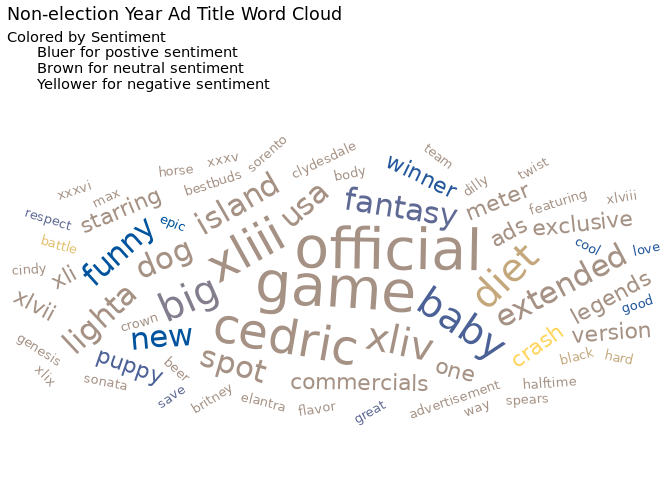 Non-election Year Ad Title Word Cloud
Colored by Sentiment
Bluer for postive sentiment
Brown for neutral sentiment
Yellower for negative sentiment
team
sorento
clydesdale
xxxv
horse
body
winner
dilly
twist
xxxvi
max
bestbuds
starring
island
usa
fantasy
meter
featuring
xlviii
respect
epic
funny
xliii
official
ads
exclusive
battle
dog
cool
love
cindy
xli
big
game
diet
extended
xlvii
lighta
crown
new
cedric
xliv
baby
legends
good
version
genesis
puppy
spot
one
crash
black
hard
xlix
sonata
beer
save
commercials
halftime
britney
elantra
flavor
great
advertisement
way
spears